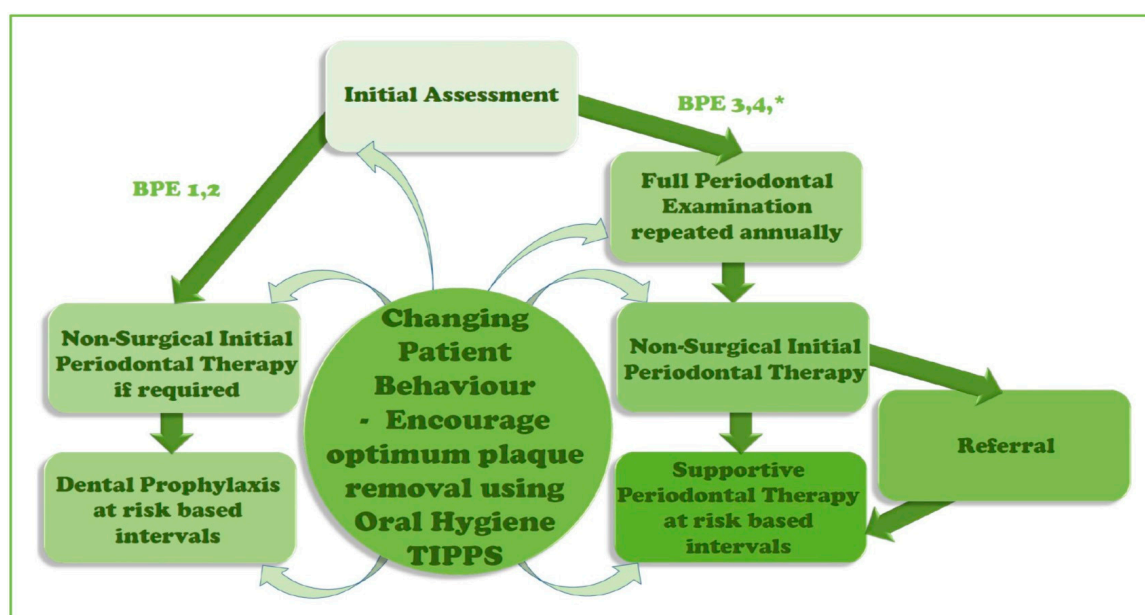 Initial Assessment
BPE 3,4,*
BPE 1,2
Full Periodontal
Examination
repeated annually
Non-Surgical Initial
Periodontal Therapy
if required
Changing
Patient
Behaviour
- Encourage
optimum plaque
removal using
Oral Hygiene
TIPPS
Non-Surgical Initial
Periodontal Therapy
Referral
Dental Prophylaxis
at risk based
intervals
Supportive
Periodontal Therapy
at risk based
intervals